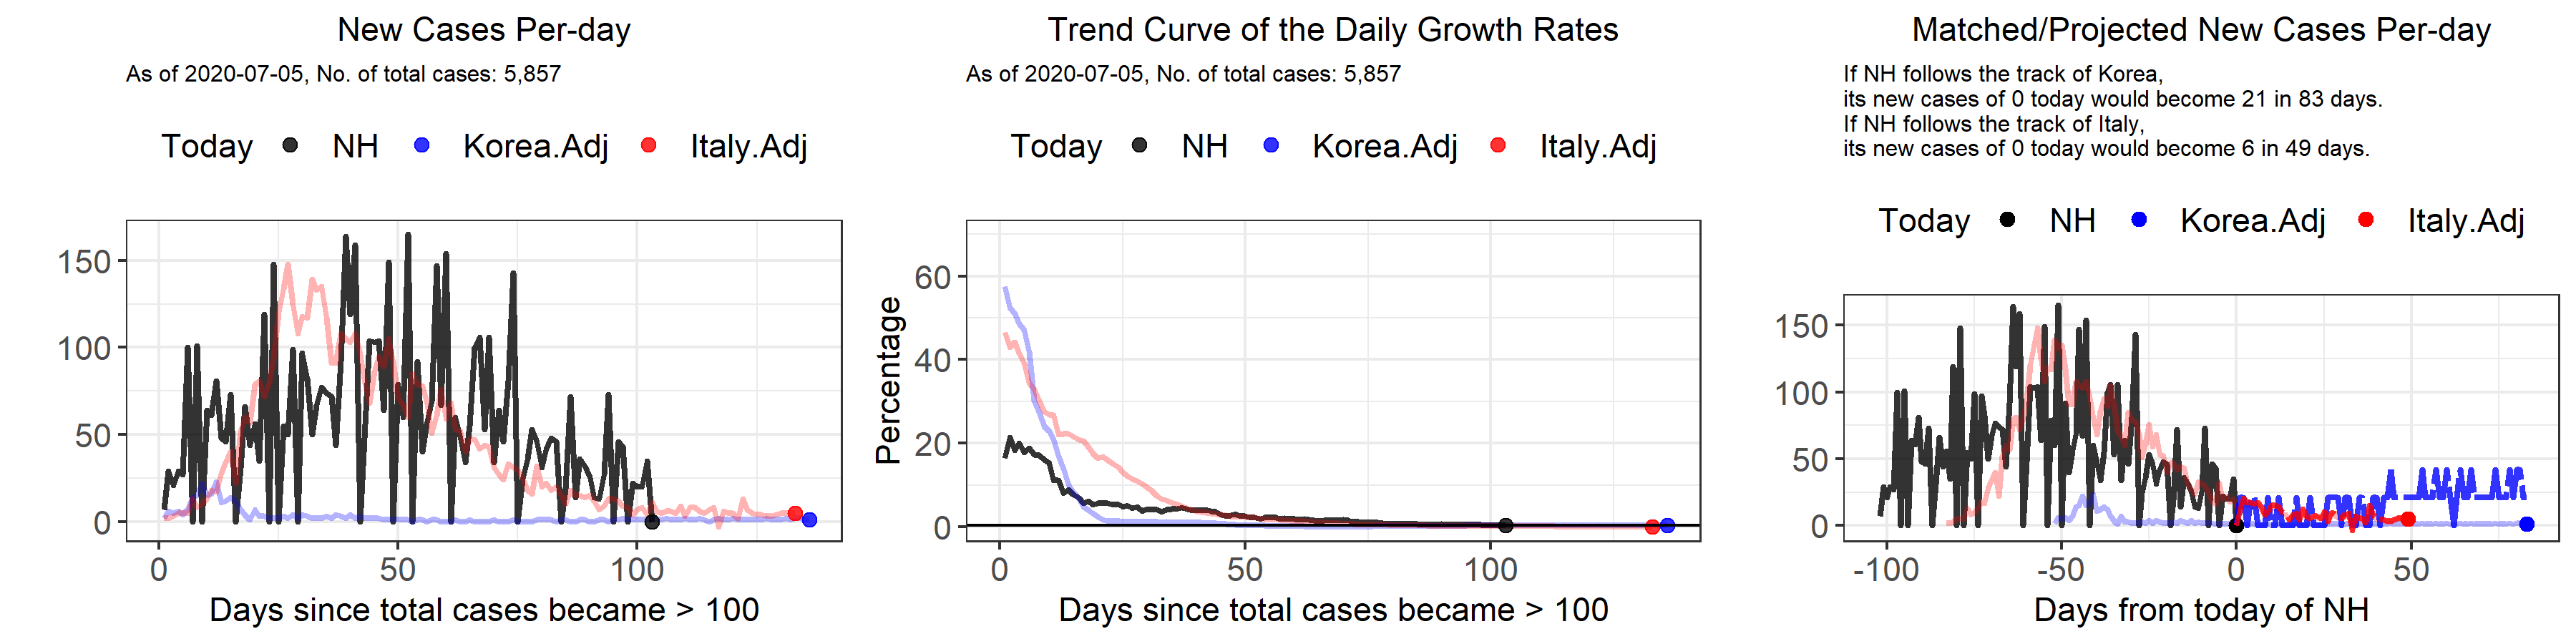 New Cases Per-day
As of 2020-07-05, No. of total cases: 5,857
Today NH Korea.Adj Italy.Adj
150
100
50
0
0 50 100
Days since total cases became > 100
Trend Curve of the Daily Growth Rates
As of 2020-07-05, No. of total cases: 5,857
Today NH Korea.Adj Italy.Adj
Percentage
60
40
20
0
0 50 100
Days since total cases became > 100
Matched/Projected New Cases Per-day
If NH follows the track of Korea,
its new cases of 0 today would become 21 in 83 days.
If NH follows the track of Italy,
its new cases of 0 today would become 6 in 49 days.
Today NH Korea.Adj Italy.Adj
150
100
50
0
-100 -50 0 50
Days from today of NH